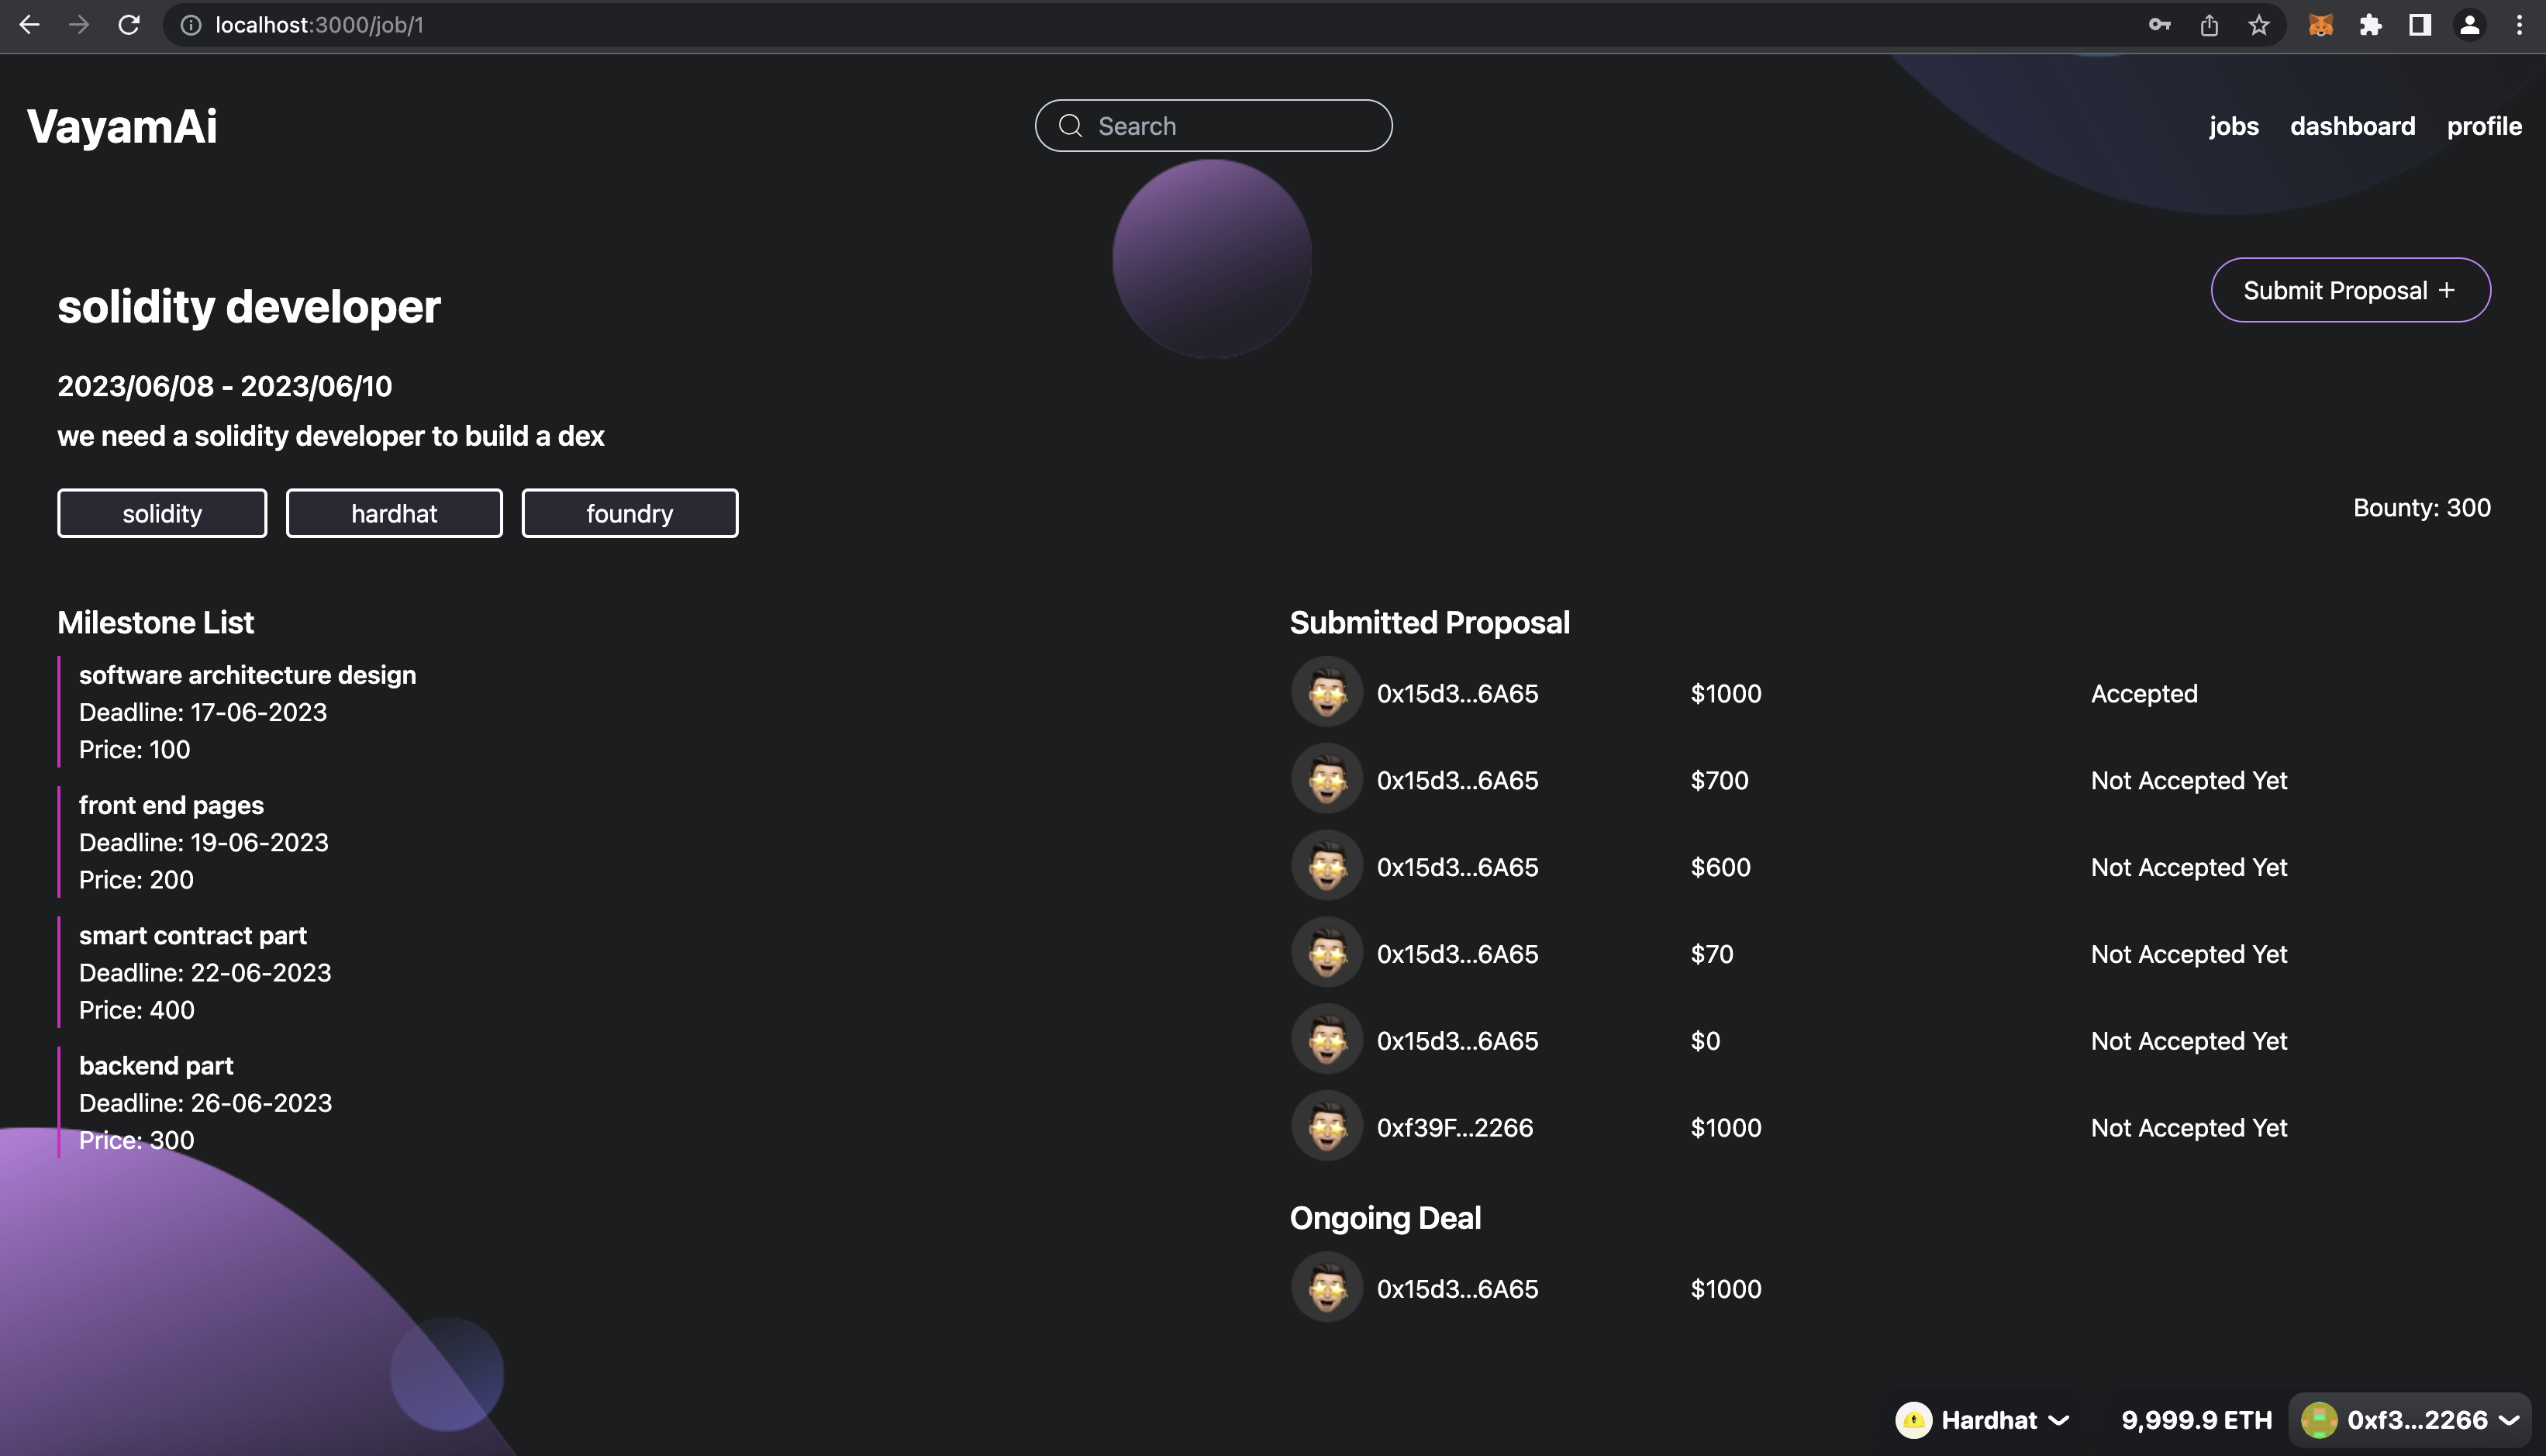 localhost:3000/job/1
VayamAi
Search
jobs dashboard profile
solidity developer
Submit Proposal +
2023/06/08 - 2023/06/10
we need a solidity developer to build a dex
solidity hardhat foundry
Bounty: 300
Milestone List
software architecture design
Deadline: 17-06-2023
Price: 100
front end pages
Deadline: 19-06-2023
Price: 200
smart contract part
Deadline: 22-06-2023
Price: 400
backend part
Deadline: 26-06-2023
Price: 300
Submitted Proposal
0x15d3...6A65 $1000 Accepted
0x15d3...6A65 $700 Not Accepted Yet
0x15d3...6A65 $600 Not Accepted Yet
0x15d3...6A65 $70 Not Accepted Yet
0x15d3...6A65 $0 Not Accepted Yet
0xf39F...2266 $1000 Not Accepted Yet
Ongoing Deal
0x15d3...6A65 $1000
Hardhat 9,999.9 ETH 0xf3...2266